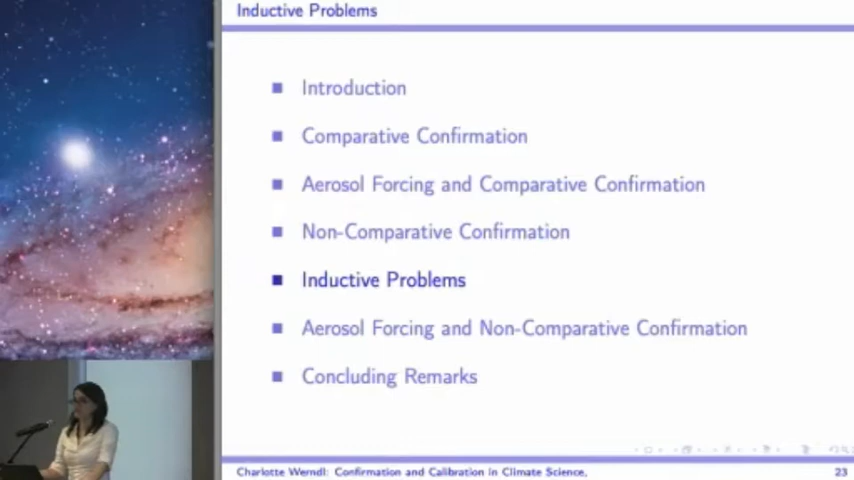 Inductive Problems
Introduction
Comparative Confirmation
Aerosol Forcing and Comparative Confirmation
Non-Comparative Confirmation
Inductive Problems
Aerosol Forcing and Non-Comparative Confirmation
Concluding Remarks
Charlotte Werndl: Confirmation and Calibration in Climate Science, 23